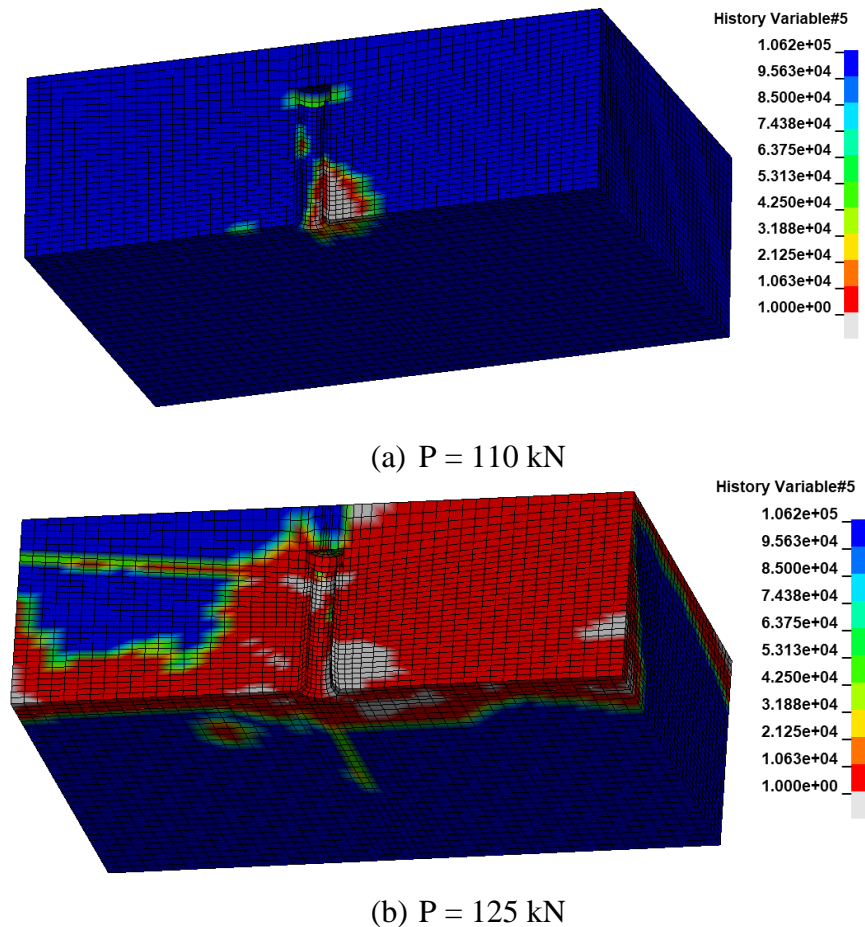 History Variable#5
1.062e+05
9.563e+04
8.500e+04
7.438e+04
6.375e+04
5.313e+04
4.250e+04
3.188e+04
2.125e+04
1.063e+04
1.000e+00
(a) P = 110 kN
History Variable#5
1.062e+05
9.563e+04
8.500e+04
7.438e+04
6.375e+04
5.313e+04
4.250e+04
3.188e+04
2.125e+04
1.063e+04
1.000e+00
(b) P = 125 kN